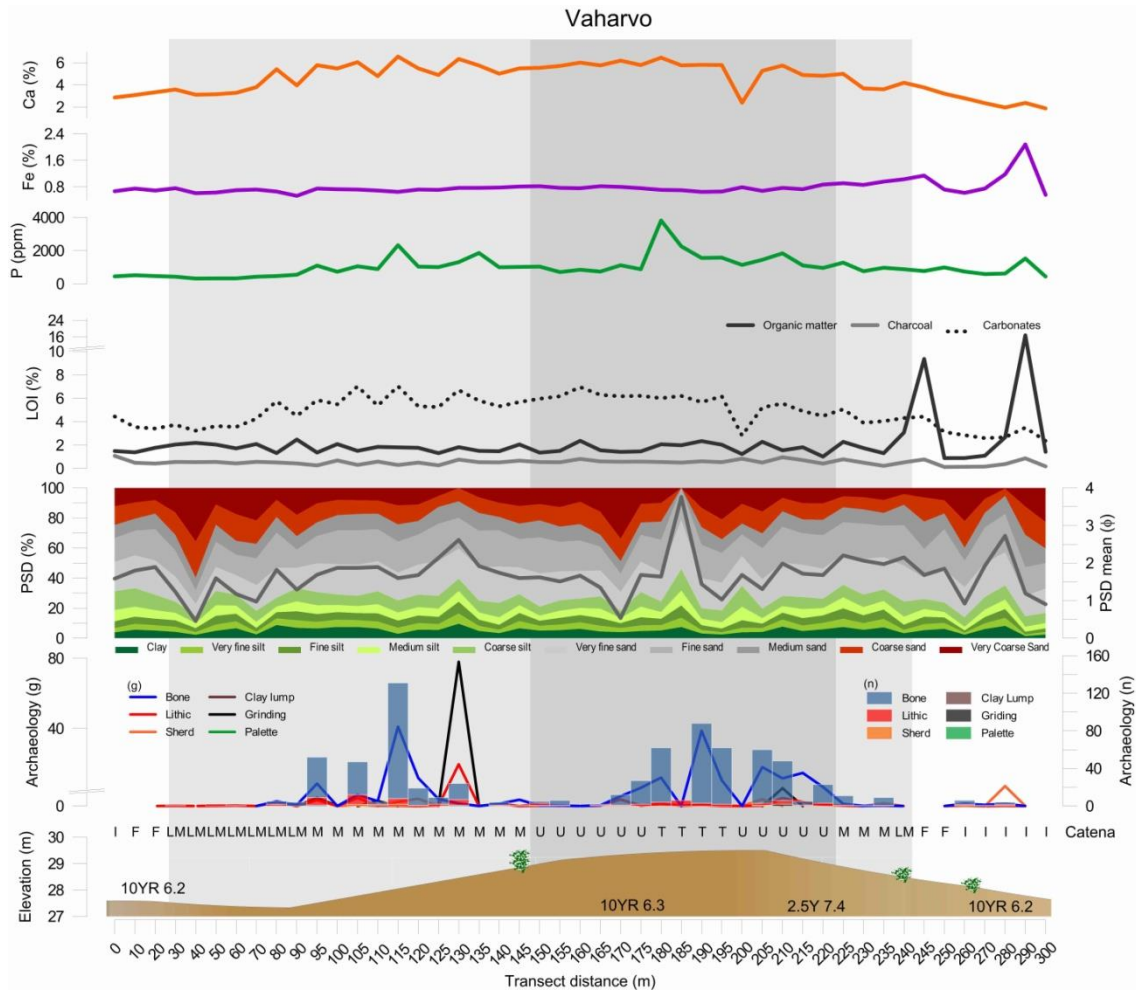 Vaharvo
Ca (%)
6
4
2
Fe (%)
2.4
1.6
0.8
P (ppm)
4000
2000
0
LOI (%)
24
16
10
8
6
4
2
0
Organic matter Charcoal Carbonates
PSD (%)
100
80
60
40
20
0
4
3
2
1
0
PSD mean (ϕ)
Clay Very fine silt Fine silt Medium silt Coarse silt Very fine sand Fine sand Medium sand Coarse sand Very Coarse Sand
Archaeology (g)
80
40
0
(g)
Bone Clay lump
Lithic Grinding
Sherd Palette
(n)
Bone Clay Lump
Lithic Griding
Sherd Palette
160
120
80
40
0
Archaeology (n)
I F F LM LM LM LM LM LM LM M M M M M M M M M M M U U U U U U T T T T U U U U U M M M LM F F I I I I I Catena
Elevation (m)
30
29
28
27
10YR 6.2 10YR 6.3 2.5Y 7.4 10YR 6.2
0 10 20 30 40 50 60 70 80 90 95 100 105 110 115 120 125 130 135 140 145 150 155 160 165 170 175 180 185 190 195 200 205 210 215 220 225 230 235 240 245 250 260 270 280 290 300
Transect distance (m)